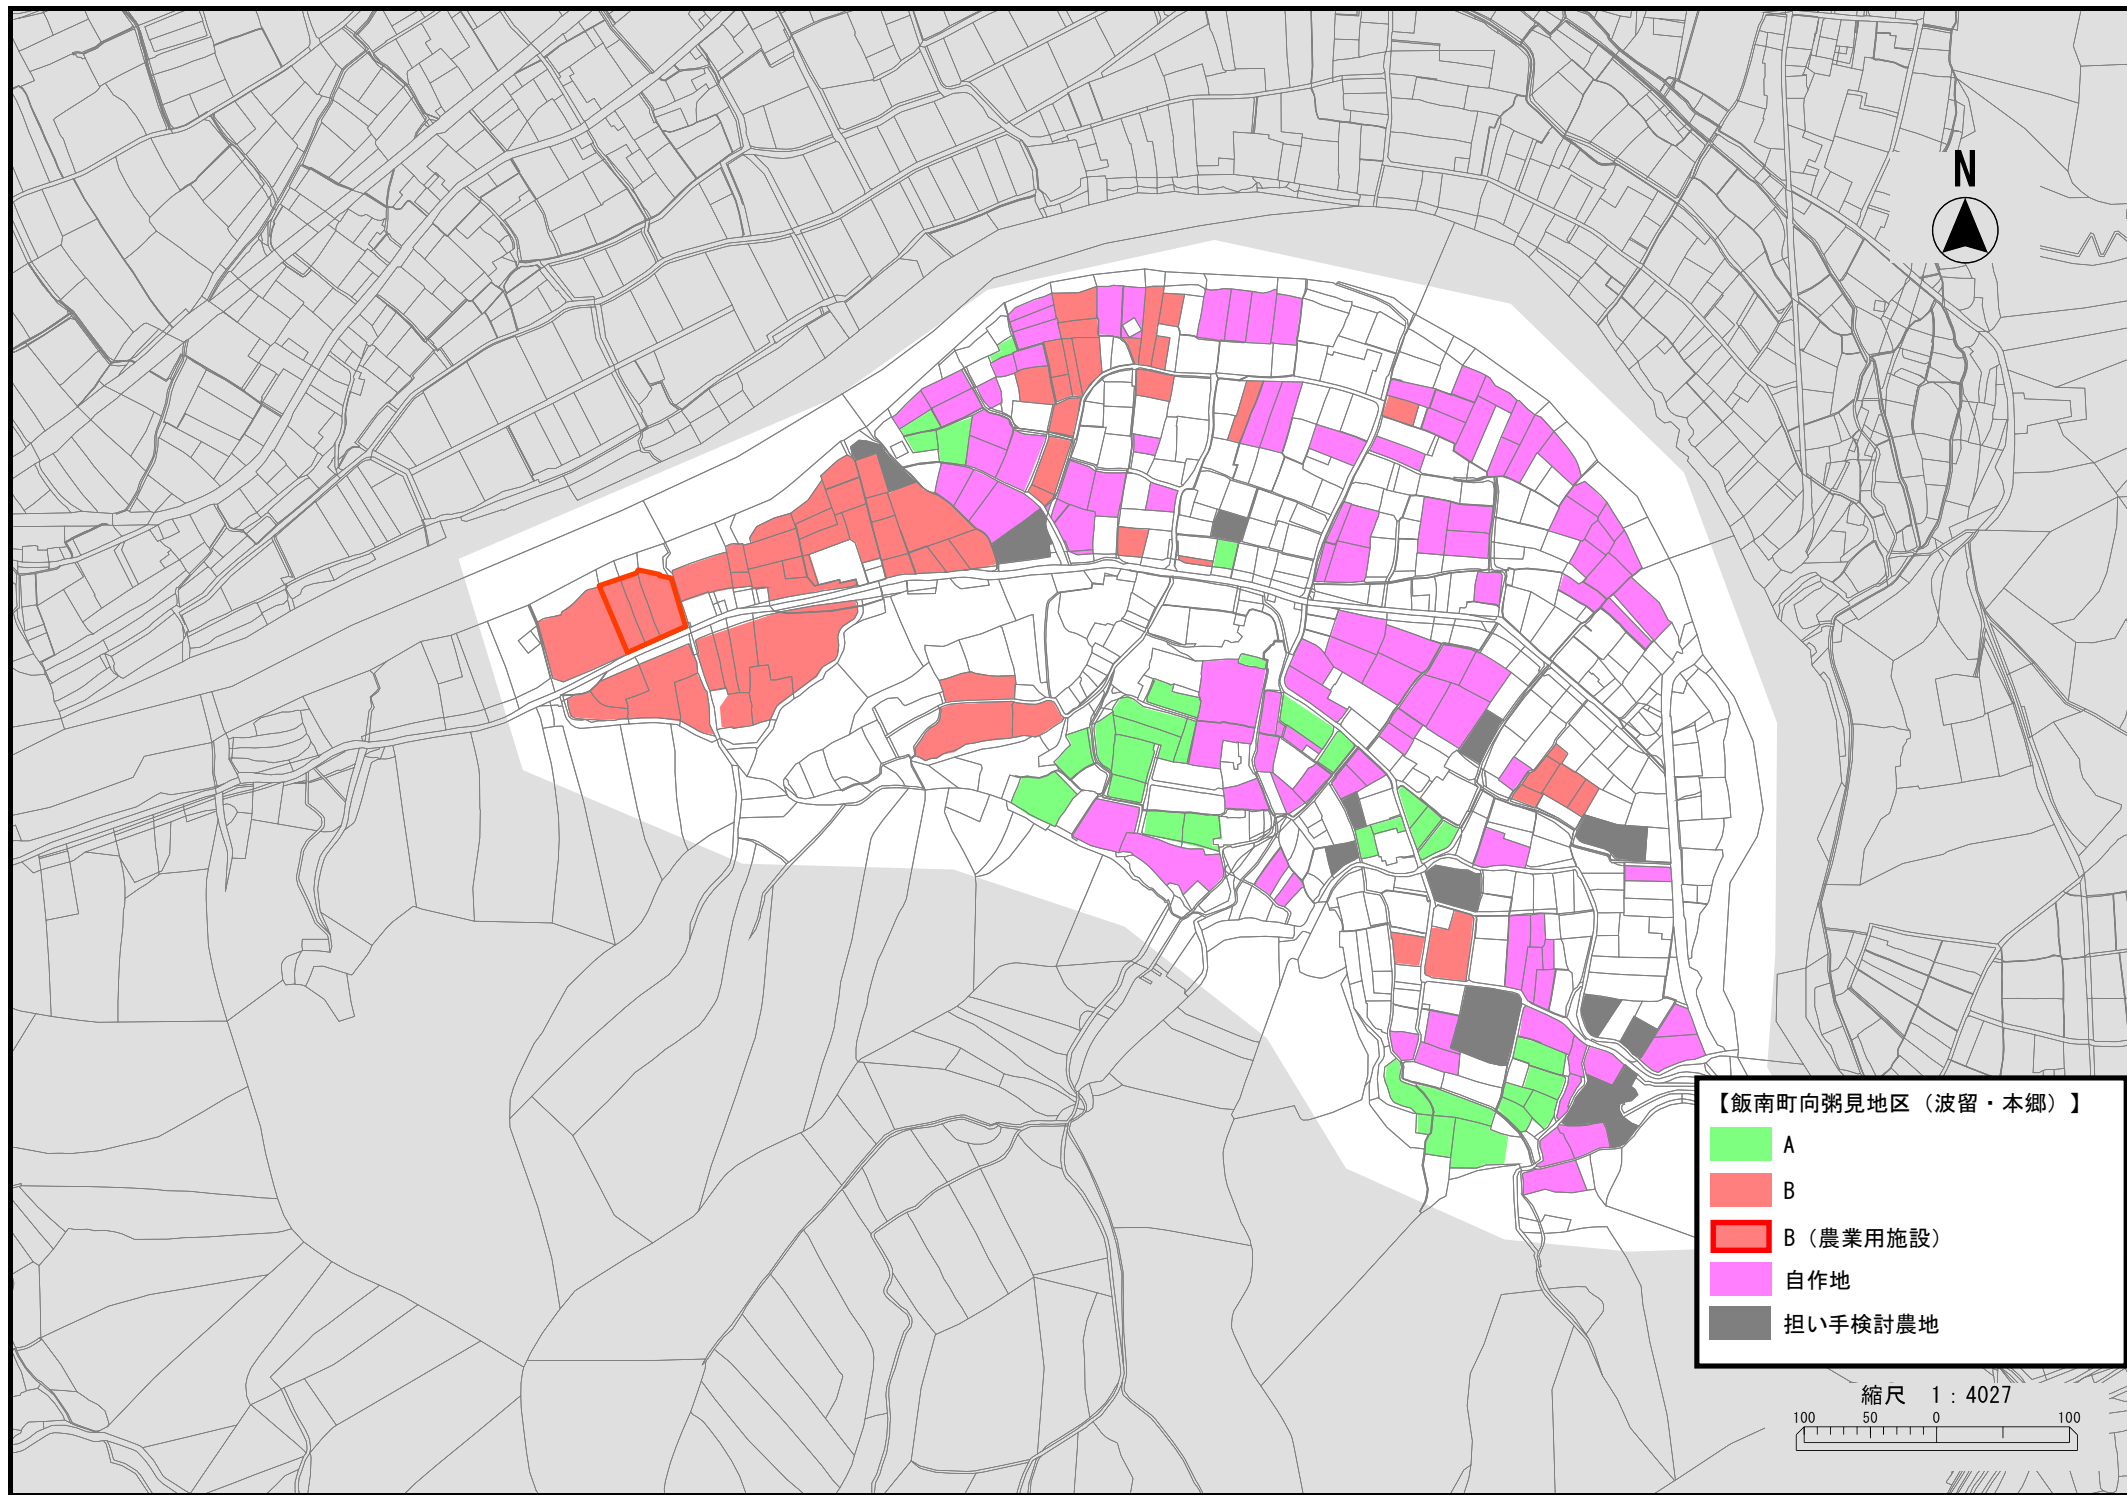 N
【飯南町向粥見地区（波留・本郷）】
A
B
B（農業用施設）
自作地
担い手検討農地
縮尺 1：4027
100 50 0 100